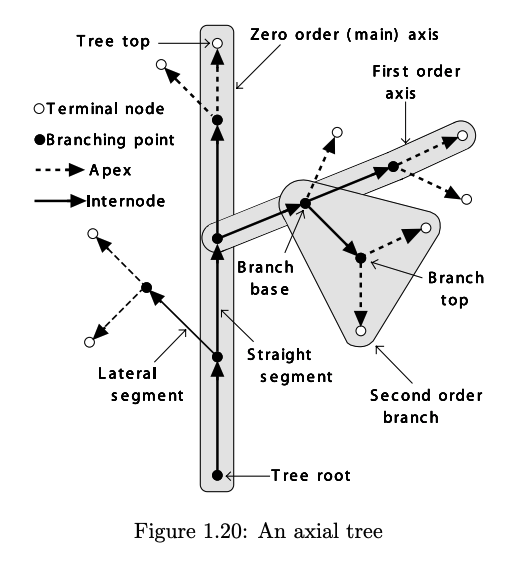 Tree top
Zero order (main) axis
First order
axis
Terminal node
Branching point
Apex
Internode
Branch
base
Branch
top
Straight
segment
Lateral
segment
Second order
branch
Tree root
Figure 1.20: An axial tree